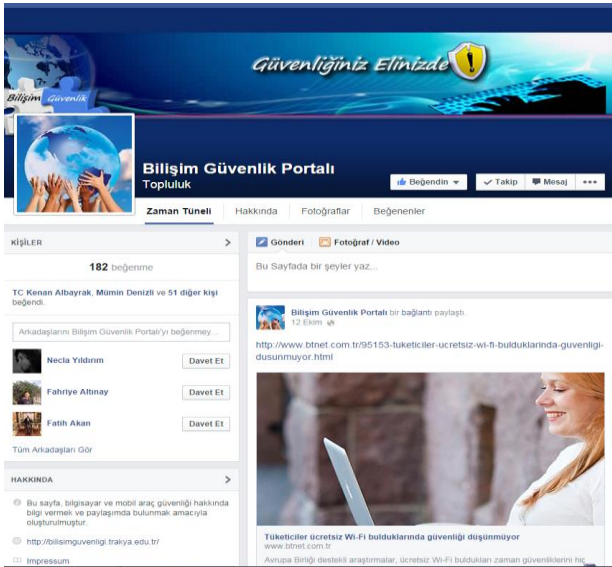 Güvenliğiniz Elinizde
Bilişim Güvenlik
Bilişim Güvenlik Portalı
Topluluk
Beğendin
Takip
Mesaj
Zaman Tüneli Hakkında Fotoğraflar Beğenenler
KİŞİLER
182 beğenme
TC Kenan Albayrak, Mümin Denizli ve 51 diğer kişi
beğendi.
Arkadaşlarını Bilişim Güvenlik Portalı'yı beğenmey...
Necla Yıldırım Davet Et
Fahriye Altınay Davet Et
Fatih Akan Davet Et
Tüm Arkadaşları Gör
HAKKINDA
Bu sayfa, bilgisayar ve mobil araç güvenliği hakkında
bilgi vermek ve paylaşımda bulunmak amacıyla
oluşturulmuştur.
http://bilisimguvenligi.trakya.edu.tr/
Impressum
Gönderi Fotoğraf / Video
Bu Sayfada bir şeyler yaz...
Bilişim Güvenlik Portalı bir bağlantı paylaştı.
12 Ekim
http://www.btnet.com.tr/95153-tuketiciler-ucretsiz-wi-fi-bulduklarinda-guvenligi-
dusunmuyor.html
Tüketiciler ücretsiz Wi-Fi bulduklarında güvenliği düşünmüyor
www.btnet.com.tr
Avrupa Birliği destekli araştırmalar, ücretsiz Wi-Fi buldukları zaman güvenliklerini hiç